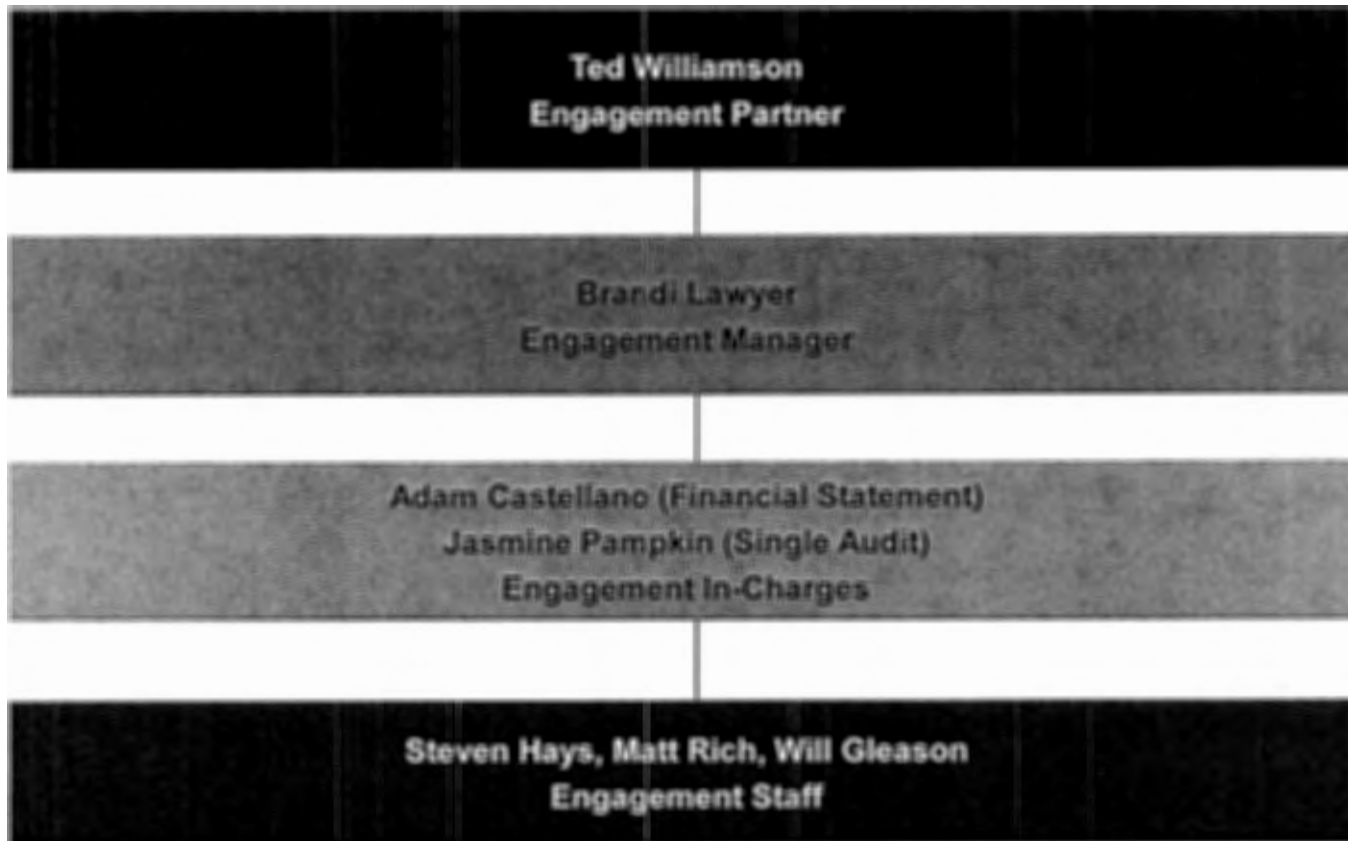 Ted Williamson
Engagement Partner
Brandi Lawyer
Engagement Manager
Adam Castellano (Financial Statement)
Jasmine Pampkin (Single Audit)
Engagement In-Charges
Steven Hays, Matt Rich, Will Gleason
Engagement Staff